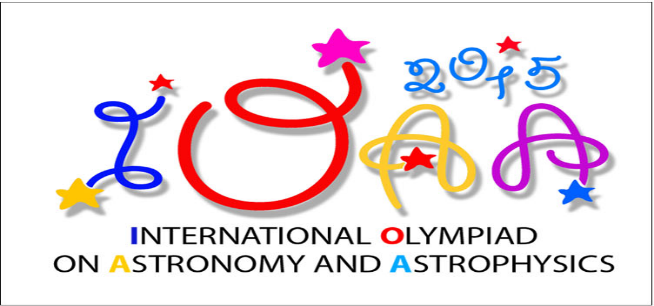 IOAA
2015
INTERNATIONAL OLYMPIAD
ON ASTRONOMY AND ASTROPHYSICS